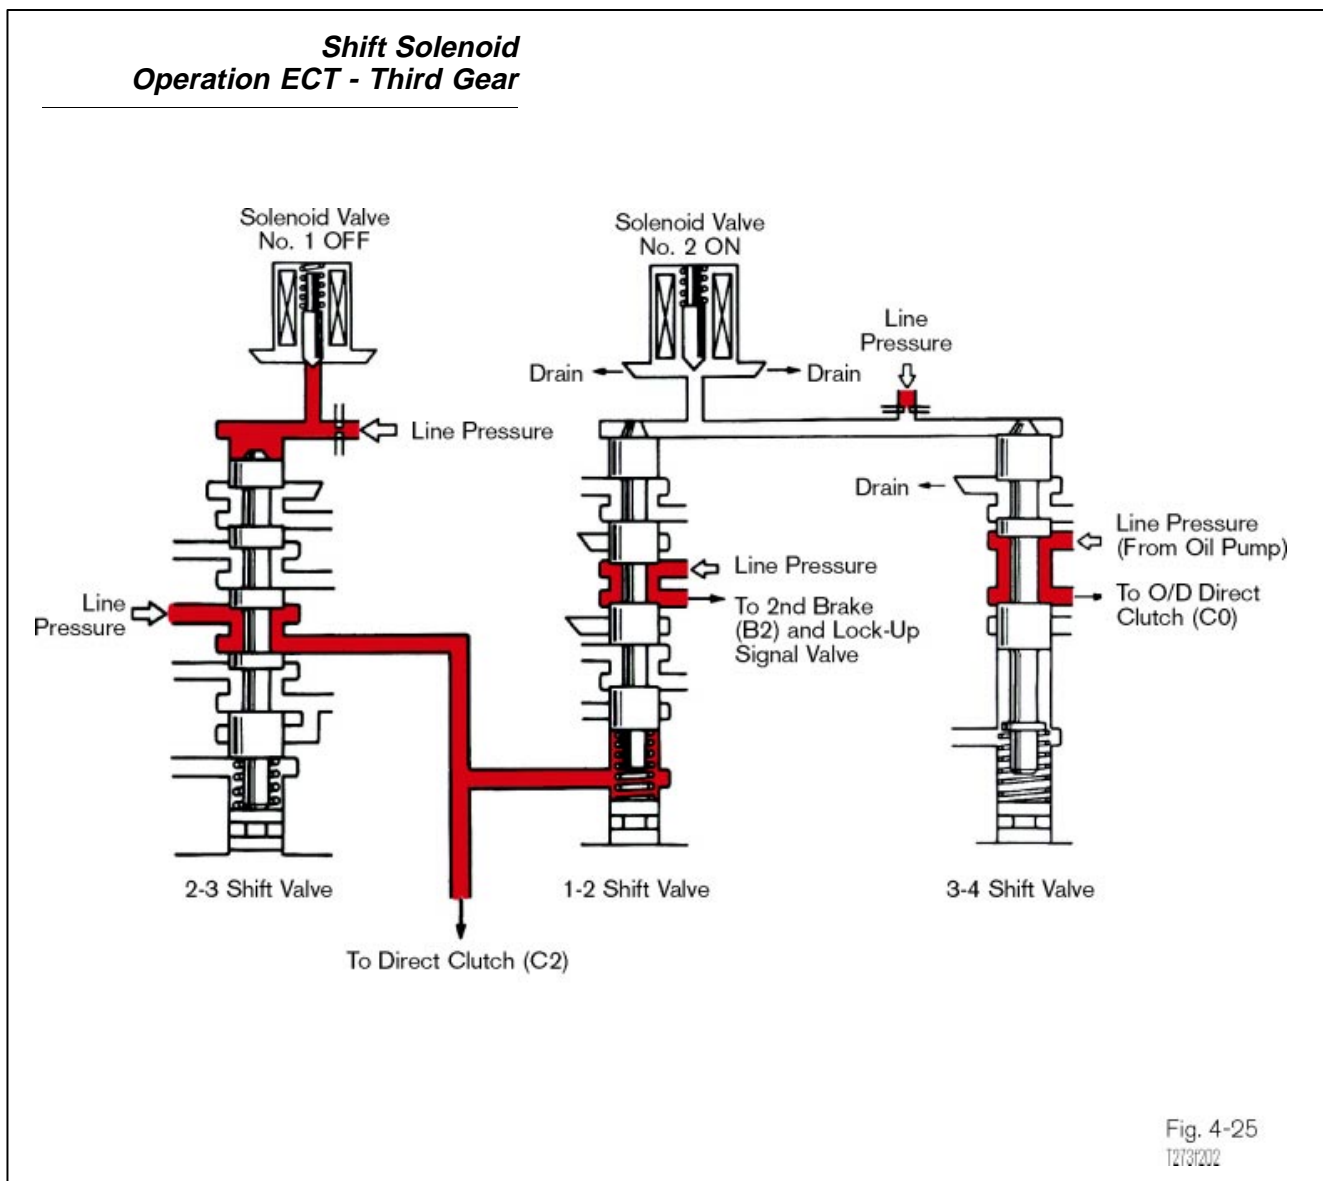 Shift Solenoid
Operation ECT - Third Gear
Solenoid Valve
No. 1 OFF
Solenoid Valve
No. 2 ON
Line
Pressure
Drain
Drain
Line Pressure
Drain
Line Pressure
(From Oil Pump)
Line Pressure
Line
Pressure
To 2nd Brake
(B2) and Lock-Up
Signal Valve
To O/D Direct
Clutch (C0)
2-3 Shift Valve
1-2 Shift Valve
3-4 Shift Valve
To Direct Clutch (C2)
Fig. 4-25
T273f202